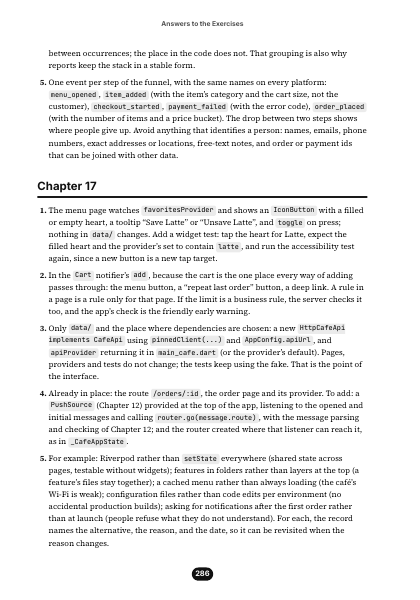 Answers to the Exercises
between occurrences; the place in the code does not. That grouping is also why
reports keep the stack in a stable form.
5. One event per step of the funnel, with the same names on every platform:
menu_opened, item_added (with the item's category and the cart size, not the
customer), checkout_started, payment_failed (with the error code), order_placed
(with the number of items and a price bucket). The drop between two steps shows
where people give up. Avoid anything that identifies a person: names, emails, phone
numbers, exact addresses or locations, free-text notes, and order or payment ids
that can be joined with other data.
Chapter 17
1. The menu page watches favoritesProvider and shows an IconButton with a filled
or empty heart, a tooltip “Save Latte” or “Unsave Latte”, and toggle on press;
nothing in data/ changes. Add a widget test: tap the heart for Latte, expect the
filled heart and the provider's set to contain latte, and run the accessibility test
again, since a new button is a new tap target.
2. In the Cart notifier's add, because the cart is the one place every way of adding
passes through: the menu button, a “repeat last order” button, a deep link. A rule in
a page is a rule only for that page. If the limit is a business rule, the server checks it
too, and the app's check is the friendly early warning.
3. Only data/ and the place where dependencies are chosen: a new HttpCafeApi
implements CafeApi using pinnedClient(...) and AppConfig.apiUrl, and
apiProvider returning it in main_cafe.dart (or the provider's default). Pages,
providers and tests do not change; the tests keep using the fake. That is the point of
the interface.
4. Already in place: the route /orders/:id, the order page and its provider. To add: a
PushSource (Chapter 12) provided at the top of the app, listening to the opened and
initial messages and calling router.go(message.route), with the message parsing
and checking of Chapter 12; and the router created where that listener can reach it,
as in _CafeAppState.
5. For example: Riverpod rather than setState everywhere (shared state across
pages, testable without widgets); features in folders rather than layers at the top (a
feature's files stay together); a cached menu rather than always loading (the café's
Wi-Fi is weak); configuration files rather than code edits per environment (no
accidental production builds); asking for notifications after the first order rather
than at launch (people refuse what they do not understand). For each, the record
names the alternative, the reason, and the date, so it can be revisited when the
reason changes.
286